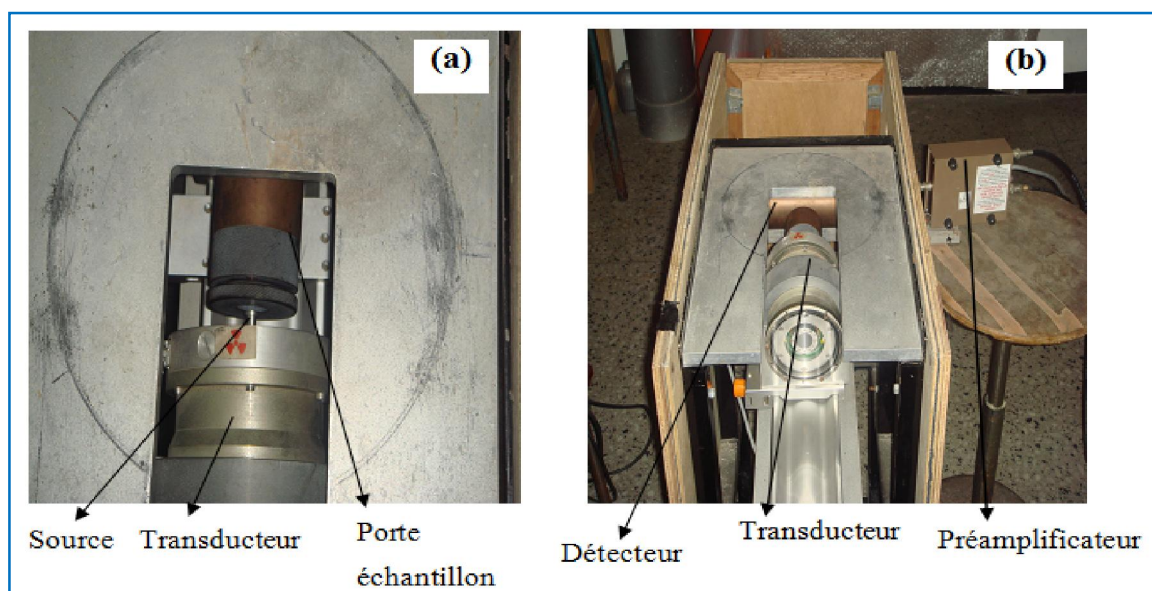 (a)
(b)
Source
Transducteur
Porte
échantillon
Détecteur
Transducteur
Préamplificateur